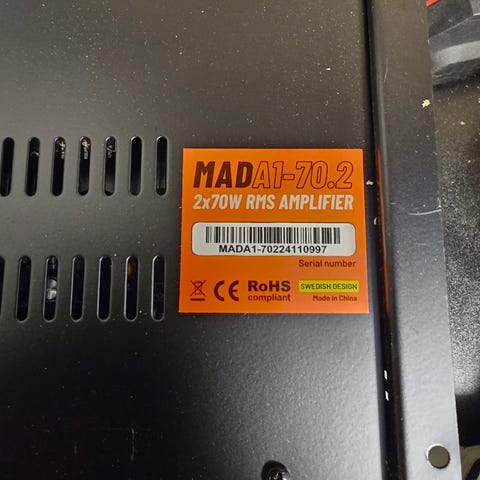 MADA1-70.2
2x70W RMS AMPLIFIER
MADA1-70224110997
Serial number
CE RoHS compliant
SWEDISH DESIGN
Made in China